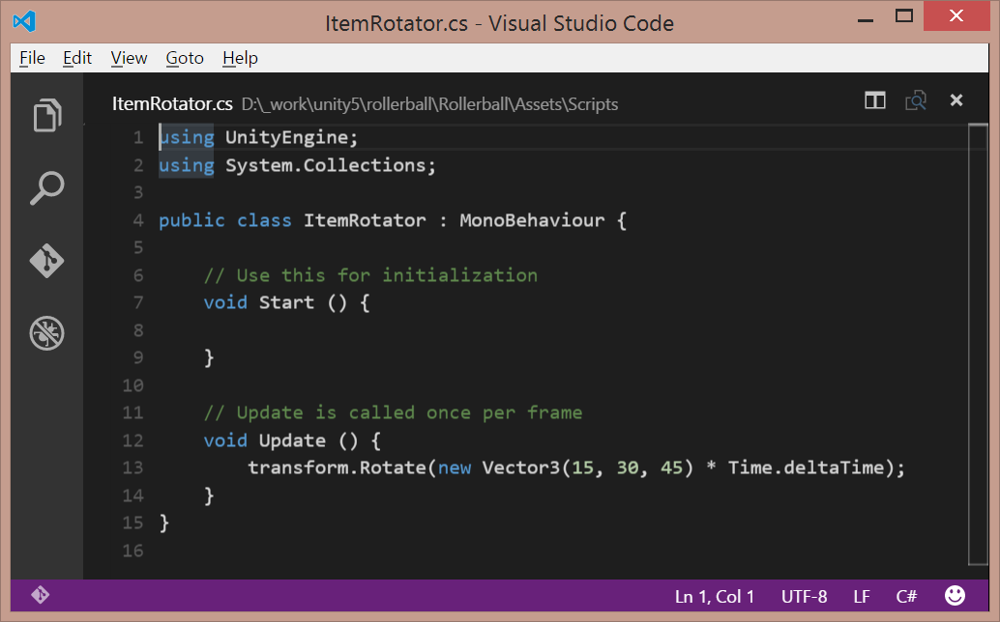 ItemRotator.cs - Visual Studio Code
File Edit View Goto Help
ItemRotator.cs D:\_work\unity5\rollerball\Rollerball\Assets\Scripts
1 using UnityEngine;
2 using System.Collections;
3
4 public class ItemRotator : MonoBehaviour {
5
6     // Use this for initialization
7     void Start () {
8
9     }
10
11     // Update is called once per frame
12     void Update () {
13         transform.Rotate(new Vector3(15, 30, 45) * Time.deltaTime);
14     }
15 }
16
Ln 1, Col 1 UTF-8 LF C#